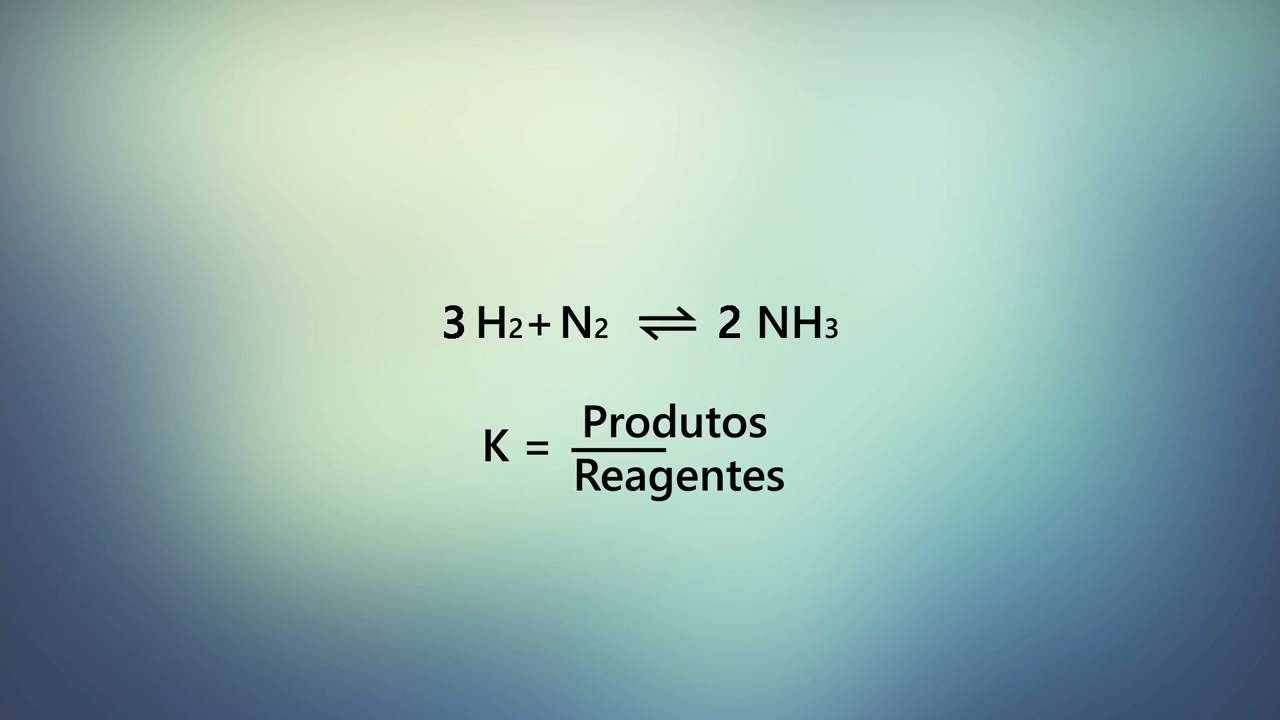 3 H₂ + N₂ ⇌ 2 NH₃
K = Produtos
Reagentes